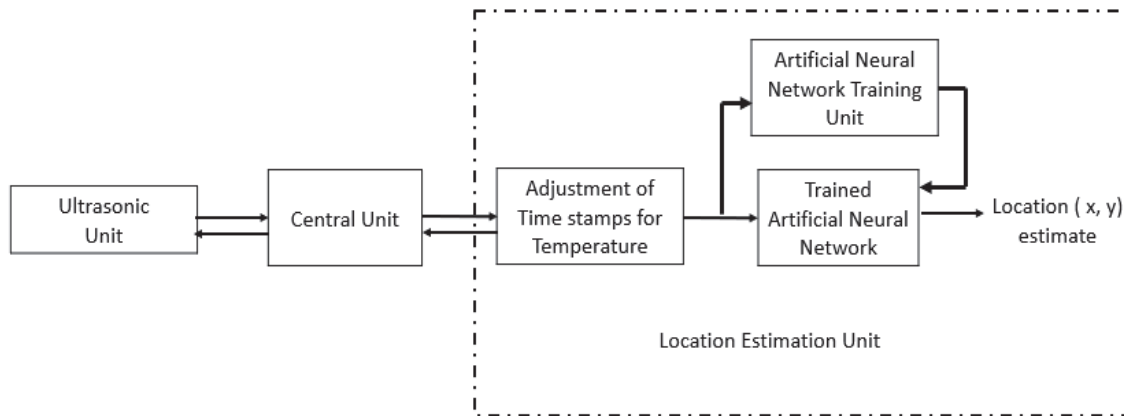 Artificial Neural
Network Training
Unit
Ultrasonic
Unit
Central Unit
Adjustment of
Time stamps for
Temperature
Trained
Artificial Neural
Network
Location ( x, y)
estimate
Location Estimation Unit